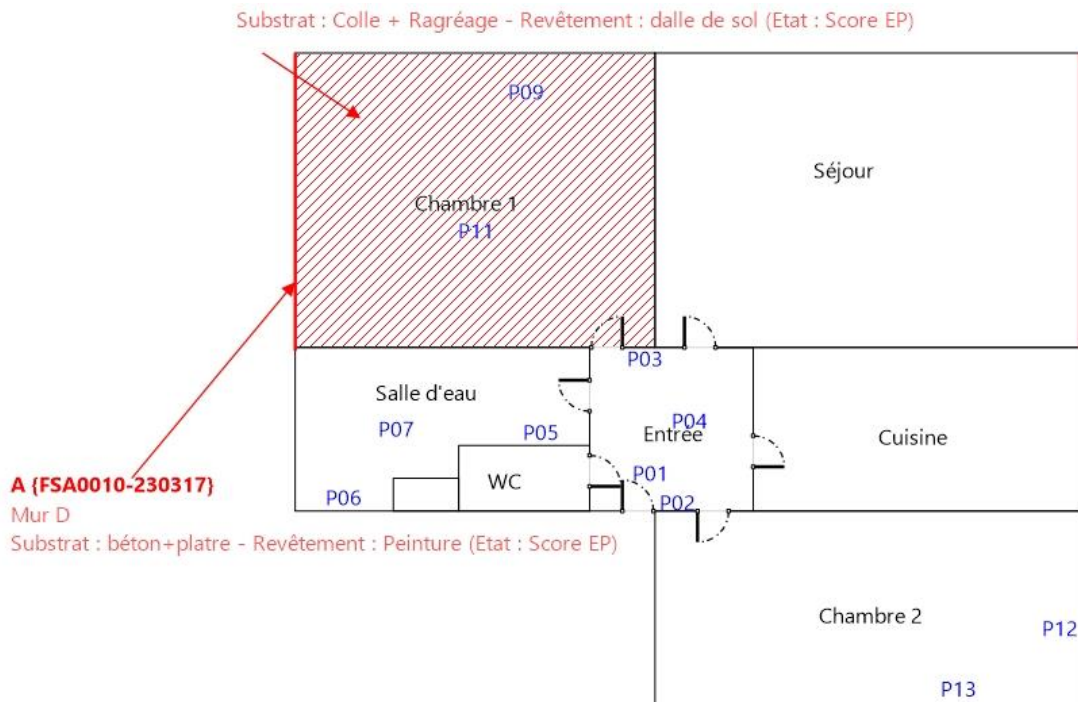 Substrat : Colle + Ragréage - Revêtement : dalle de sol (Etat : Score EP)
P09
Séjour
Chambre 1
P11
P03
Salle d'eau
P07
P05
P04
Entrée
Cuisine
P01
WC
P06
P02
A {FSA0010-230317}
Mur D
Substrat : béton+platre - Revêtement : Peinture (Etat : Score EP)
Chambre 2
P12
P13